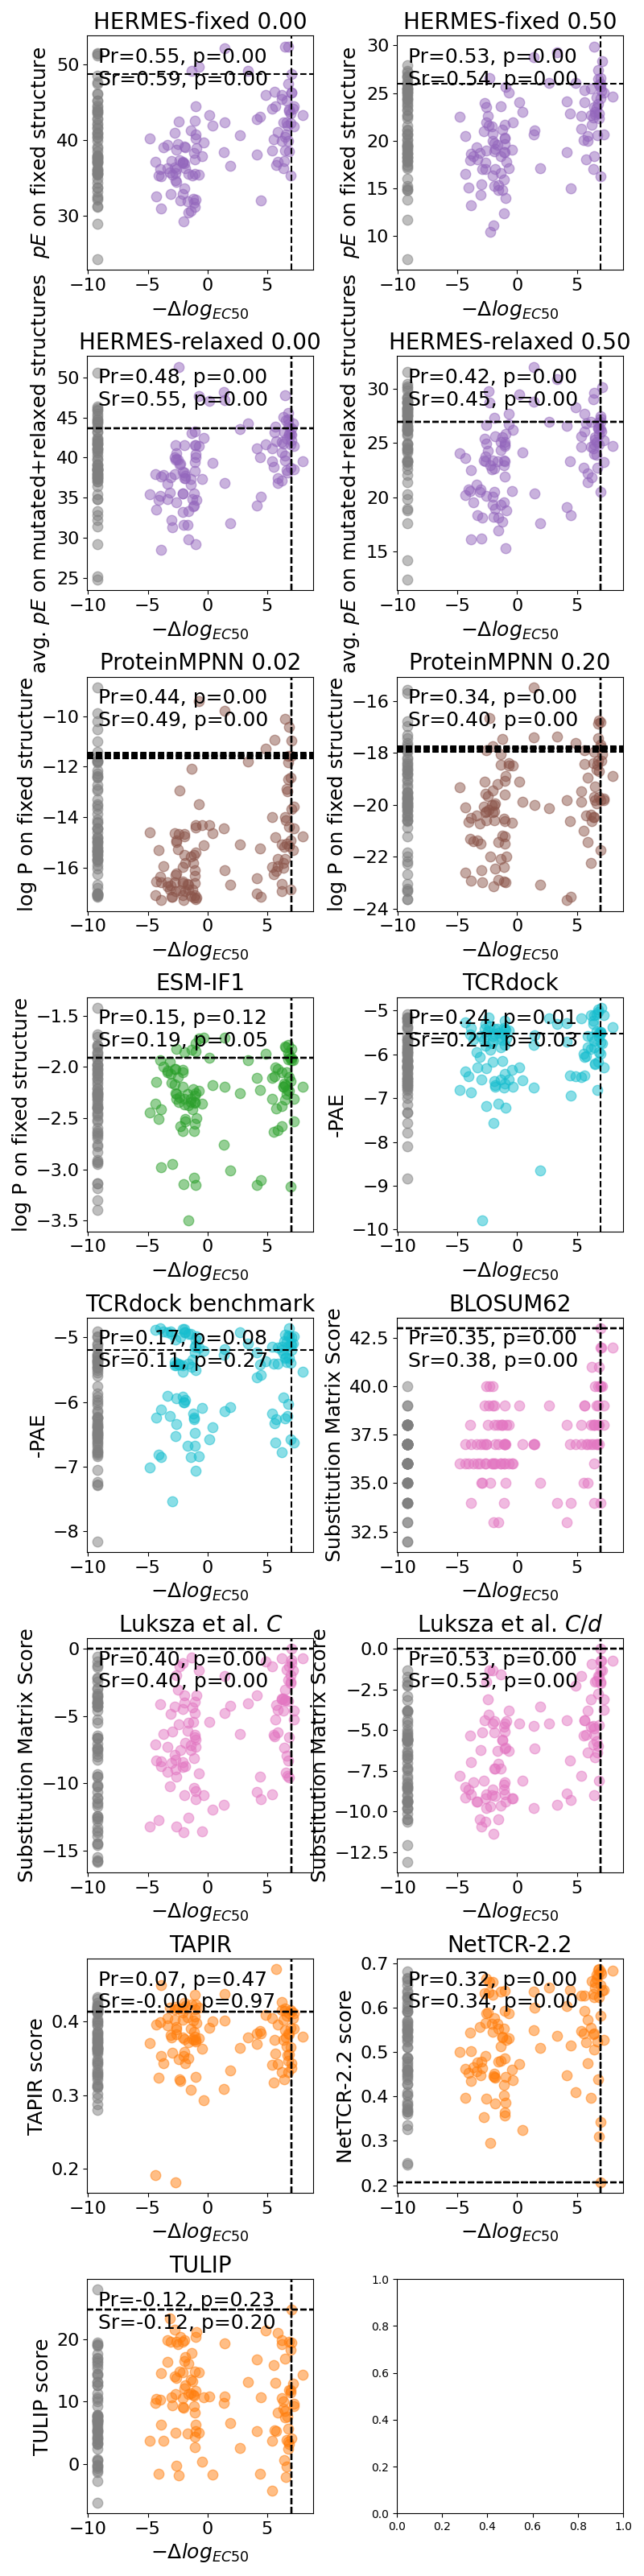 HERMES-fixed 0.00
Pr=0.55, p=0.00
Sr=0.59, p=0.00
pE on fixed structure
50
40
30
−10 −5 0 5
−Δlog_EC50
HERMES-fixed 0.50
Pr=0.53, p=0.00
Sr=0.54, p=0.00
pE on fixed structure
30
25
20
15
10
−10 −5 0 5
−Δlog_EC50
HERMES-relaxed 0.00
Pr=0.48, p=0.00
Sr=0.55, p=0.00
avg. pE on mutated+relaxed structures
50
45
40
35
30
25
−10 −5 0 5
−Δlog_EC50
HERMES-relaxed 0.50
Pr=0.42, p=0.00
Sr=0.45, p=0.00
avg. pE on mutated+relaxed structures
30
25
20
15
−10 −5 0 5
−Δlog_EC50
ProteinMPNN 0.02
Pr=0.44, p=0.00
Sr=0.49, p=0.00
log P on fixed structure
−10
−12
−14
−16
−10 −5 0 5
−Δlog_EC50
ProteinMPNN 0.20
Pr=0.34, p=0.00
Sr=0.40, p=0.00
log P on fixed structure
−16
−18
−20
−22
−24
−10 −5 0 5
−Δlog_EC50
ESM-IF1
Pr=0.15, p=0.12
Sr=0.19, p=0.05
log P on fixed structure
−1.5
−2.0
−2.5
−3.0
−3.5
−10 −5 0 5
−Δlog_EC50
TCRdock
Pr=0.24, p=0.01
Sr=0.21, p=0.03
-PAE
−5
−6
−7
−8
−9
−10
−10 −5 0 5
−Δlog_EC50
TCRdock benchmark
Pr=0.17, p=0.08
Sr=0.11, p=0.27
-PAE
−5
−6
−7
−8
−10 −5 0 5
−Δlog_EC50
BLOSUM62
Pr=0.35, p=0.00
Sr=0.38, p=0.00
Substitution Matrix Score
42.5
40.0
37.5
35.0
32.5
−10 −5 0 5
−Δlog_EC50
Luksza et al. C
Pr=0.40, p=0.00
Sr=0.40, p=0.00
Substitution Matrix Score
0
−5
−10
−15
−10 −5 0 5
−Δlog_EC50
Luksza et al. C/d
Pr=0.53, p=0.00
Sr=0.53, p=0.00
Substitution Matrix Score
0.0
−2.5
−5.0
−7.5
−10.0
−12.5
−10 −5 0 5
−Δlog_EC50
TAPIR
Pr=0.07, p=0.47
Sr=-0.00, p=0.97
TAPIR score
0.4
0.3
0.2
−10 −5 0 5
−Δlog_EC50
NetTCR-2.2
Pr=0.32, p=0.00
Sr=0.34, p=0.00
NetTCR-2.2 score
0.7
0.6
0.5
0.4
0.3
0.2
−10 −5 0 5
−Δlog_EC50
TULIP
Pr=-0.12, p=0.23
Sr=-0.12, p=0.20
TULIP score
20
10
0
−10 −5 0 5
−Δlog_EC50
1.0
0.8
0.6
0.4
0.2
0.0
0.0 0.2 0.4 0.6 0.8 1.0